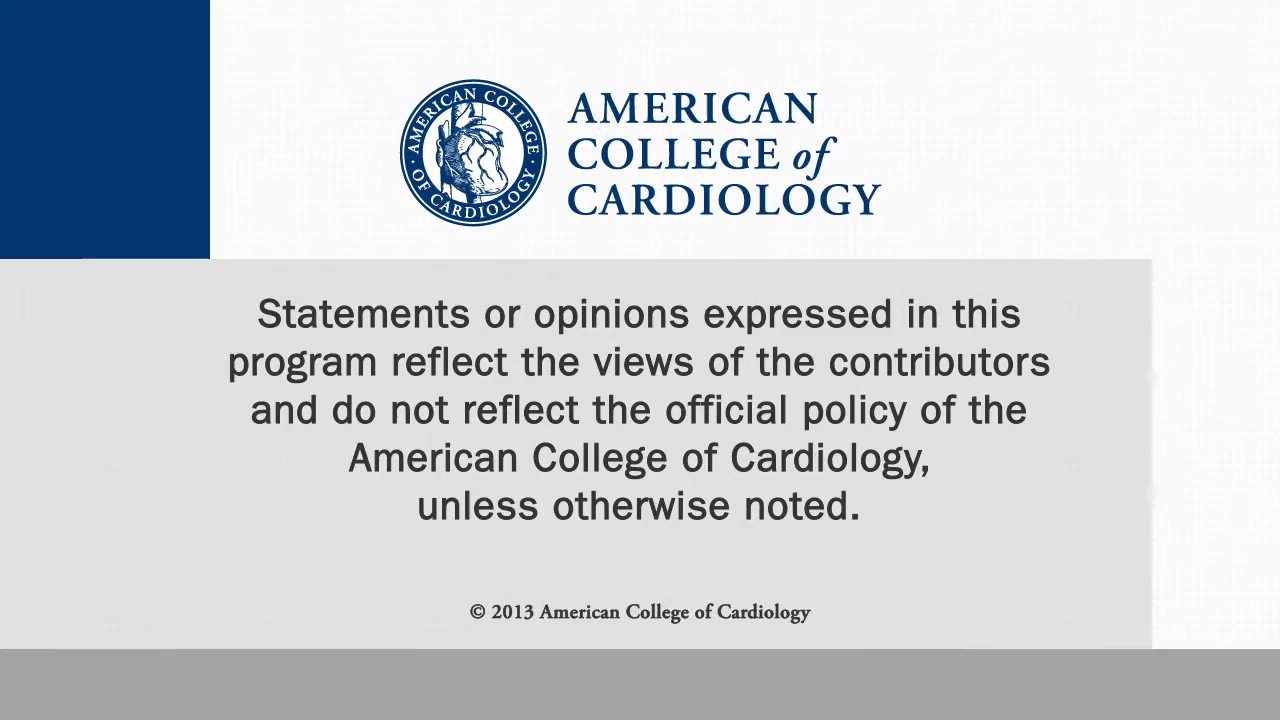 AMERICAN COLLEGE
OF CARDIOLOGY
AMERICAN
COLLEGE of
CARDIOLOGY
Statements or opinions expressed in this
program reflect the views of the contributors
and do not reflect the official policy of the
American College of Cardiology,
unless otherwise noted.
© 2013 American College of Cardiology